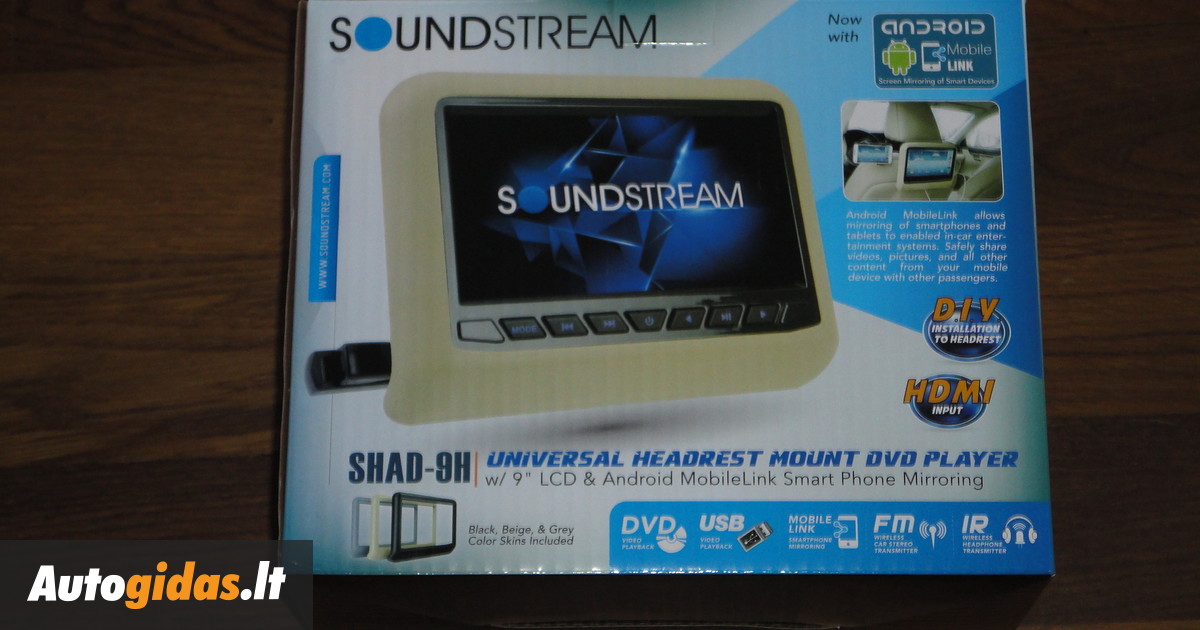 SOUNDSTREAM
Now
with
ANDROID
Mobile
LINK
Screen Mirroring of Smart Devices
WWW.SOUNDSTREAM.COM
SOUNDSTREAM
MODE
Android MobileLink allows
mirroring of smartphones and
tablets to enabled in-car enter-
tainment systems. Safely share
videos, pictures, and all other
content from your mobile
device with other passengers.
D.I.Y
INSTALLATION
TO HEADREST
HDMI
INPUT
SHAD-9H
UNIVERSAL HEADREST MOUNT DVD PLAYER
w/ 9" LCD & Android MobileLink Smart Phone Mirroring
Black, Beige, & Grey
Color Skins Included
DVD
VIDEO
PLAYBACK
USB
VIDEO
PLAYBACK
MOBILE
LINK
SMARTPHONE
MIRRORING
FM
WIRELESS
CAR STEREO
TRANSMITTER
IR
WIRELESS
HEADPHONE
TRANSMITTER
Autogidas.lt